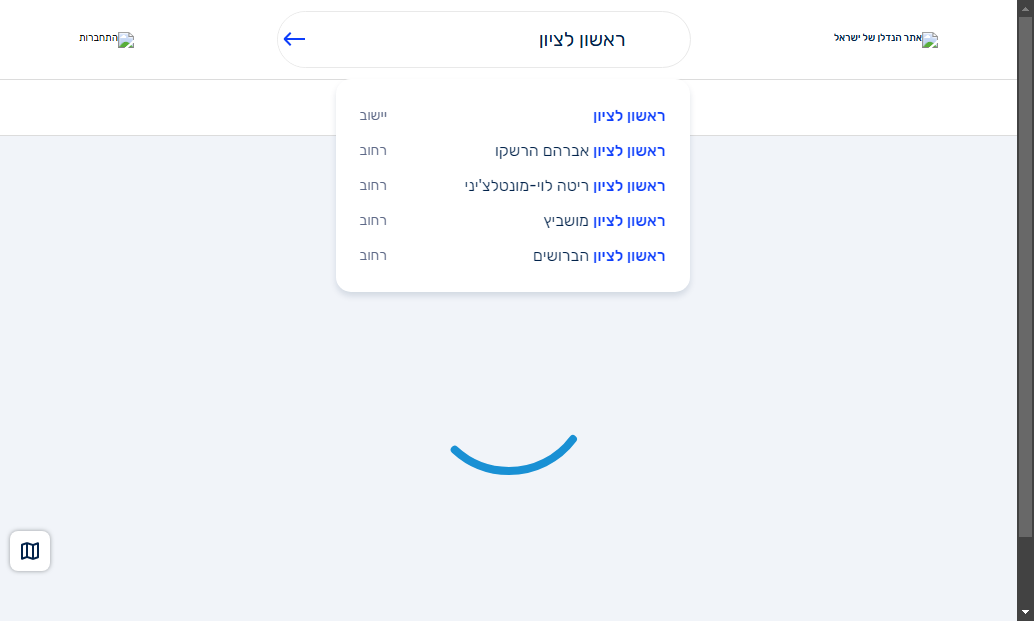 אתר הנדלן של ישראל
ראשון לציון
התחברות
ראשון לציון יישוב
ראשון לציון אברהם הרשקו רחוב
ראשון לציון ריטה לוי-מונטלצ'יני רחוב
ראשון לציון מושביץ רחוב
ראשון לציון הברושים רחוב